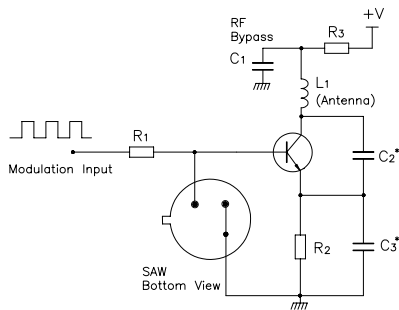 +V
RF
Bypass
R3
C1
L1
(Antenna)
R1
Modulation Input
C2*
SAW
Bottom View
R2
C3*